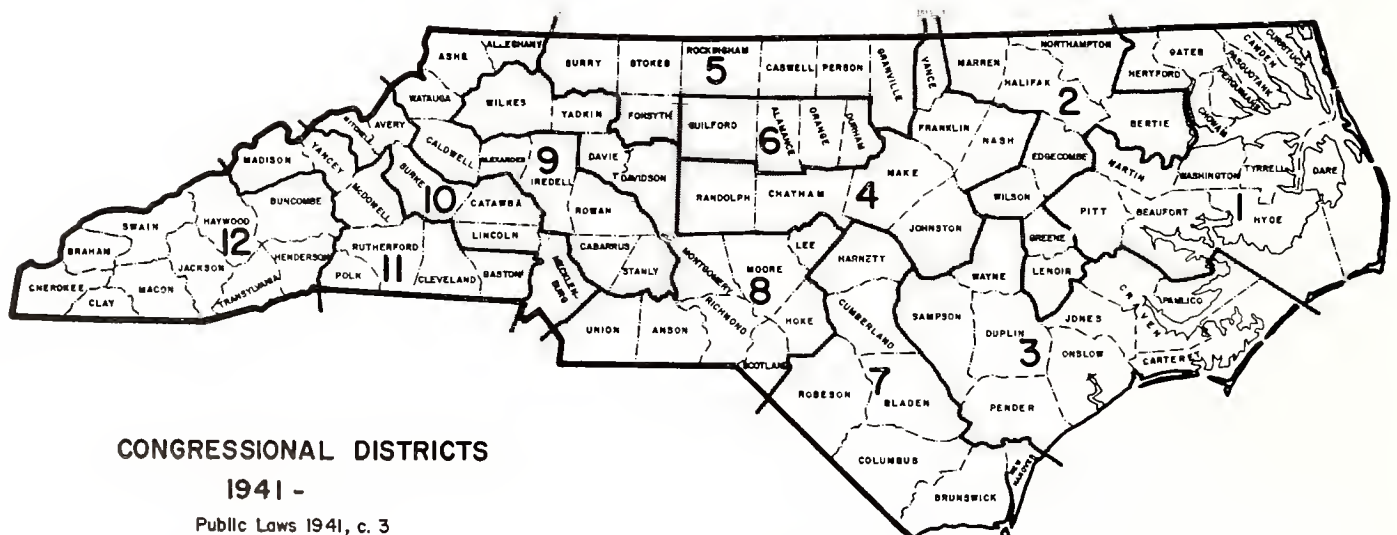 ASHE
ALLEGHANY
SURRY
STOKES
ROCKINGHAM
5
CASWELL
PERSON
GRANVILLE
VANCE
WARREN
NORTHAMPTON
HALIFAX
2
HERTFORD
GATES
CURRITUCK
CAMDEN
PASQUOTANK
PERQUIMANS
CHOWAN
WATAUGA
WILKES
YADKIN
FORSYTH
GUILFORD
6
ALAMANCE
ORANGE
DURHAM
FRANKLIN
NASH
EDGECOMBE
BERTIE
MITCHELL
AVERY
CALDWELL
ALEXANDER
9
IREDELL
DAVIE
DAVIDSON
RANDOLPH
CHATHAM
4
WAKE
WILSON
MARTIN
WASHINGTON
TYRRELL
DARE
MADISON
YANCEY
McDOWELL
BURKE
10
CATAWBA
ROWAN
JOHNSTON
PITT
BEAUFORT
1
HYDE
SWAIN
HAYWOOD
12
BUNCOMBE
RUTHERFORD
LINCOLN
CABARRUS
STANLY
MONTGOMERY
MOORE
8
LEE
HARNETT
WAYNE
GREENE
LENOIR
CRAVEN
PAMLICO
GRAHAM
CHEROKEE
CLAY
MACON
JACKSON
TRANSYLVANIA
HENDERSON
POLK
11
CLEVELAND
GASTON
MECKLEN-
BURG
UNION
ANSON
RICHMOND
HOKE
SCOTLAND
CUMBERLAND
SAMPSON
DUPLIN
3
JONES
ONSLOW
CARTERET
ROBESON
7
BLADEN
PENDER
COLUMBUS
BRUNSWICK
NEW
HANOVER
CONGRESSIONAL DISTRICTS
1941 -
Public Laws 1941, c. 3